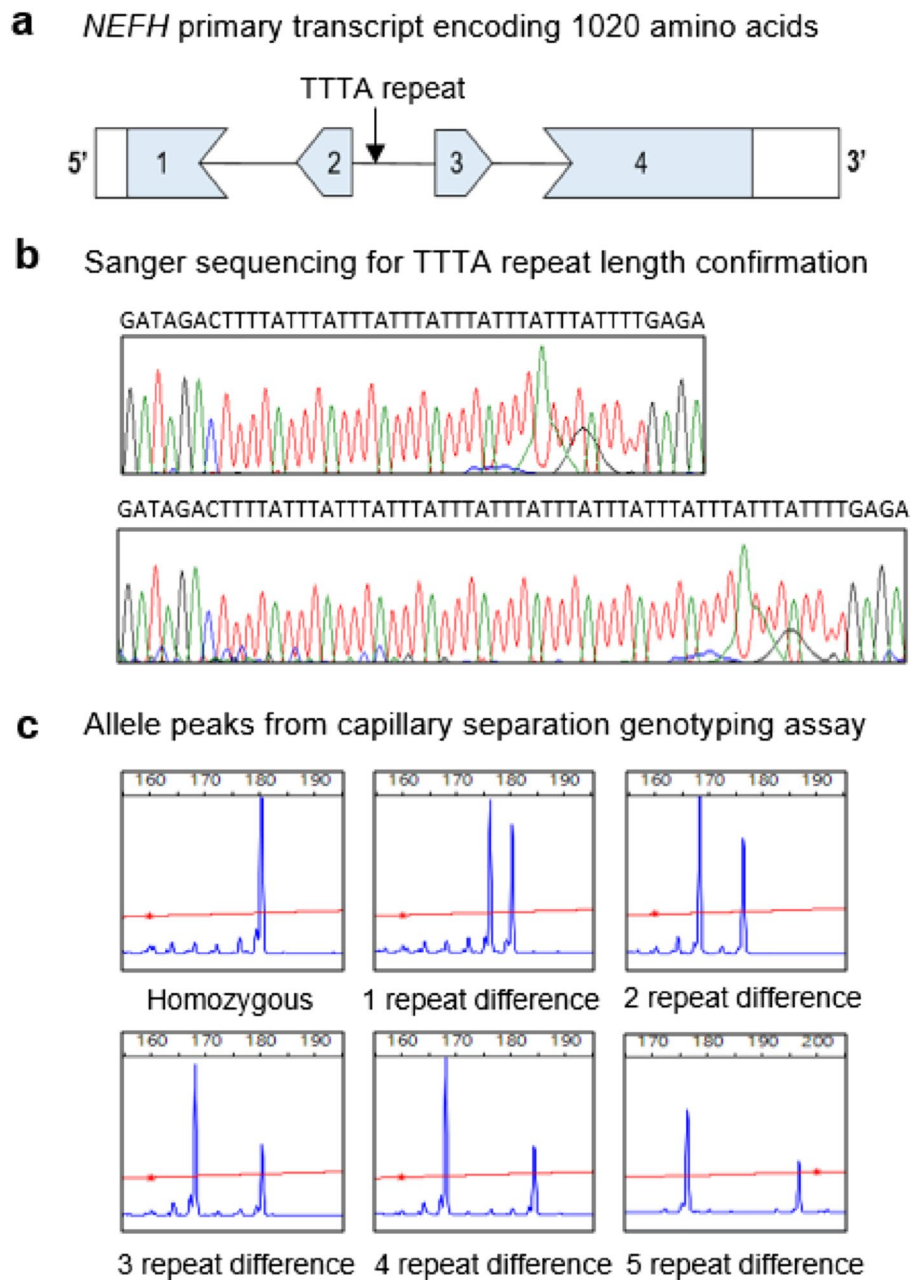 a NEFH primary transcript encoding 1020 amino acids
TTTA repeat
5' 1 2 3 4 3'
b Sanger sequencing for TTTA repeat length confirmation
GATAGACTTTTATTTATTTATTTATTTATTTATTTATTTTGAGA
GATAGACTTTTATTTATTTATTTATTTATTTATTTATTTATTTATTTATTTATTTTGAGA
c Allele peaks from capillary separation genotyping assay
160 170 180 190 160 170 180 190 160 170 180 190
Homozygous 1 repeat difference 2 repeat difference
160 170 180 190 160 170 180 190 170 180 190 200
3 repeat difference 4 repeat difference 5 repeat difference